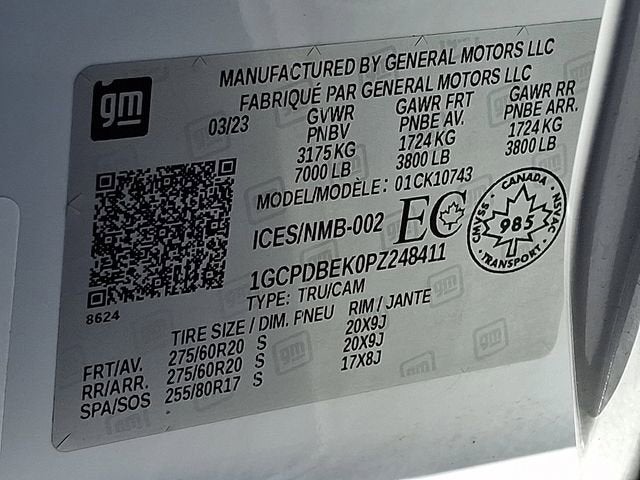 gm
MANUFACTURED BY GENERAL MOTORS LLC
FABRIQUÉ PAR GENERAL MOTORS LLC
03/23 GVWR GAWR FRT GAWR RR
PNBV PNBE AV. PNBE ARR.
3175 KG 1724 KG 1724 KG
7000 LB 3800 LB 3800 LB
MODEL/MODÈLE: 01CK10743
ICES/NMB-002 EC
CANADA
CMVSS 985 NSVAC
TRANSPORT
1GCPDBEK0PZ248411
TYPE: TRU/CAM
8624
TIRE SIZE / DIM. PNEU RIM / JANTE
FRT/AV. 275/60R20 S 20X9J
RR/ARR. 275/60R20 S 20X9J
SPA/SOS 255/80R17 S 17X8J